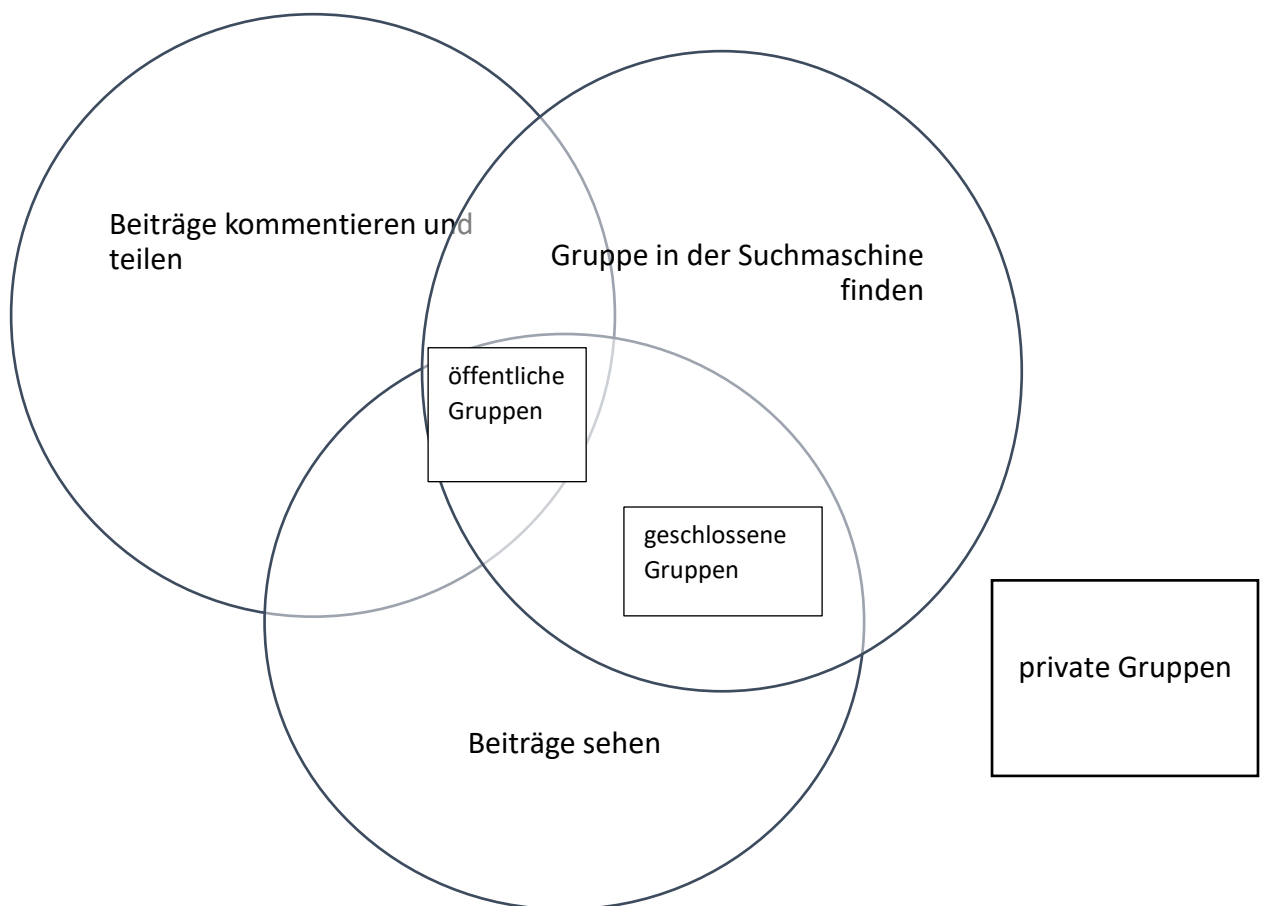 Beiträge kommentieren und
teilen
Gruppe in der Suchmaschine
finden
öffentliche
Gruppen
geschlossene
Gruppen
private Gruppen
Beiträge sehen